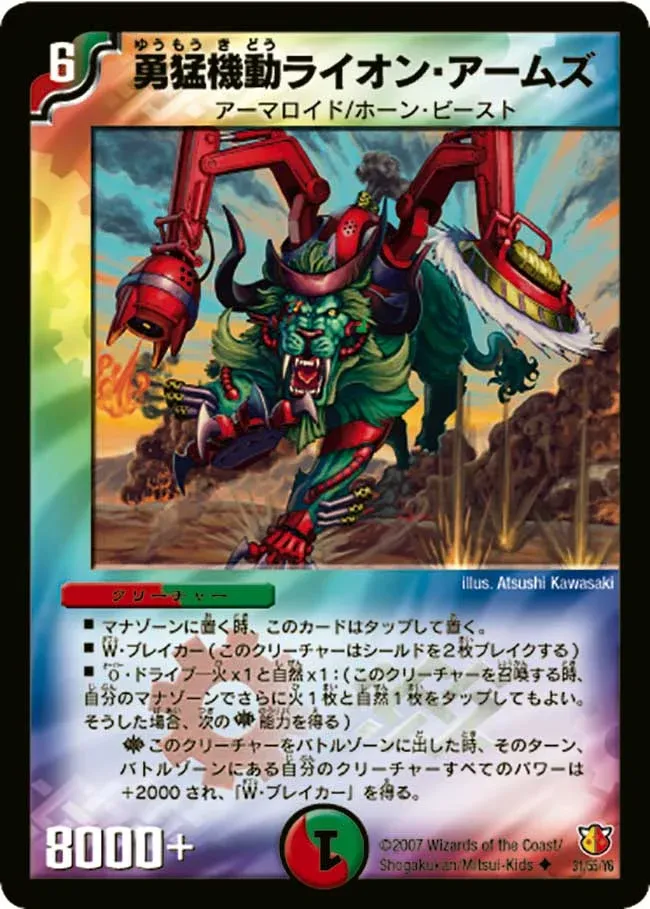 6
ゆうもうきどう
勇猛機動ライオン・アームズ
アーマロイド/ホーン・ビースト
illus. Atsushi Kawasaki
クリーチャー
■ マナゾーンに置く時、このカードはタップして置く。
■ W・ブレイカー(このクリーチャーはシールドを2枚ブレイクする)
■ O・ドライブ―火x1と自然x1:(このクリーチャーを召喚する時、
自分のマナゾーンでさらに火1枚と自然1枚をタップしてもよい。
そうした場合、次の能力を得る)
このクリーチャーをバトルゾーンに出した時、そのターン、
バトルゾーンにある自分のクリーチャーすべてのパワーは
+2000され、「W・ブレイカー」を得る。
8000+
1
©2007 Wizards of the Coast/
Shogakukan/Mitsui-Kids ◆
31/55/Y6